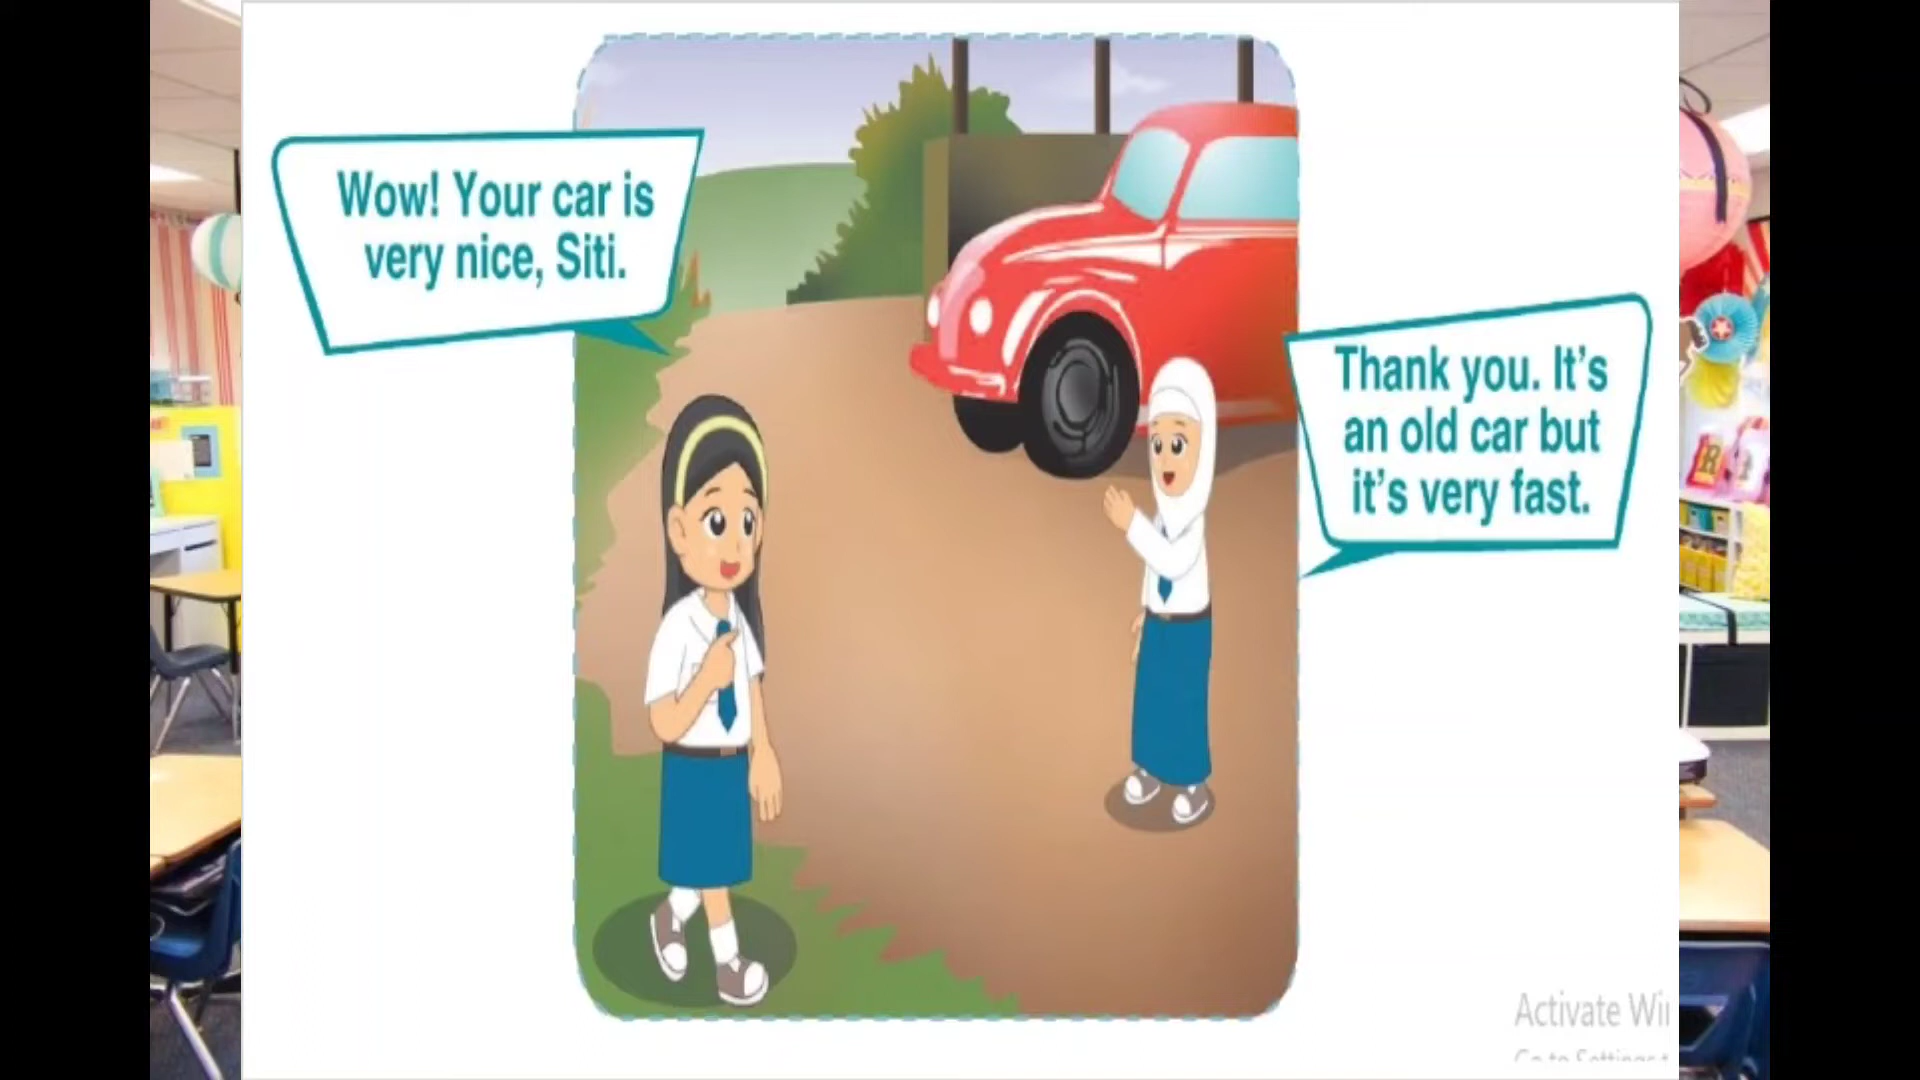 Wow! Your car is
very nice, Siti.
Thank you. It's
an old car but
it's very fast.
Activate Wi